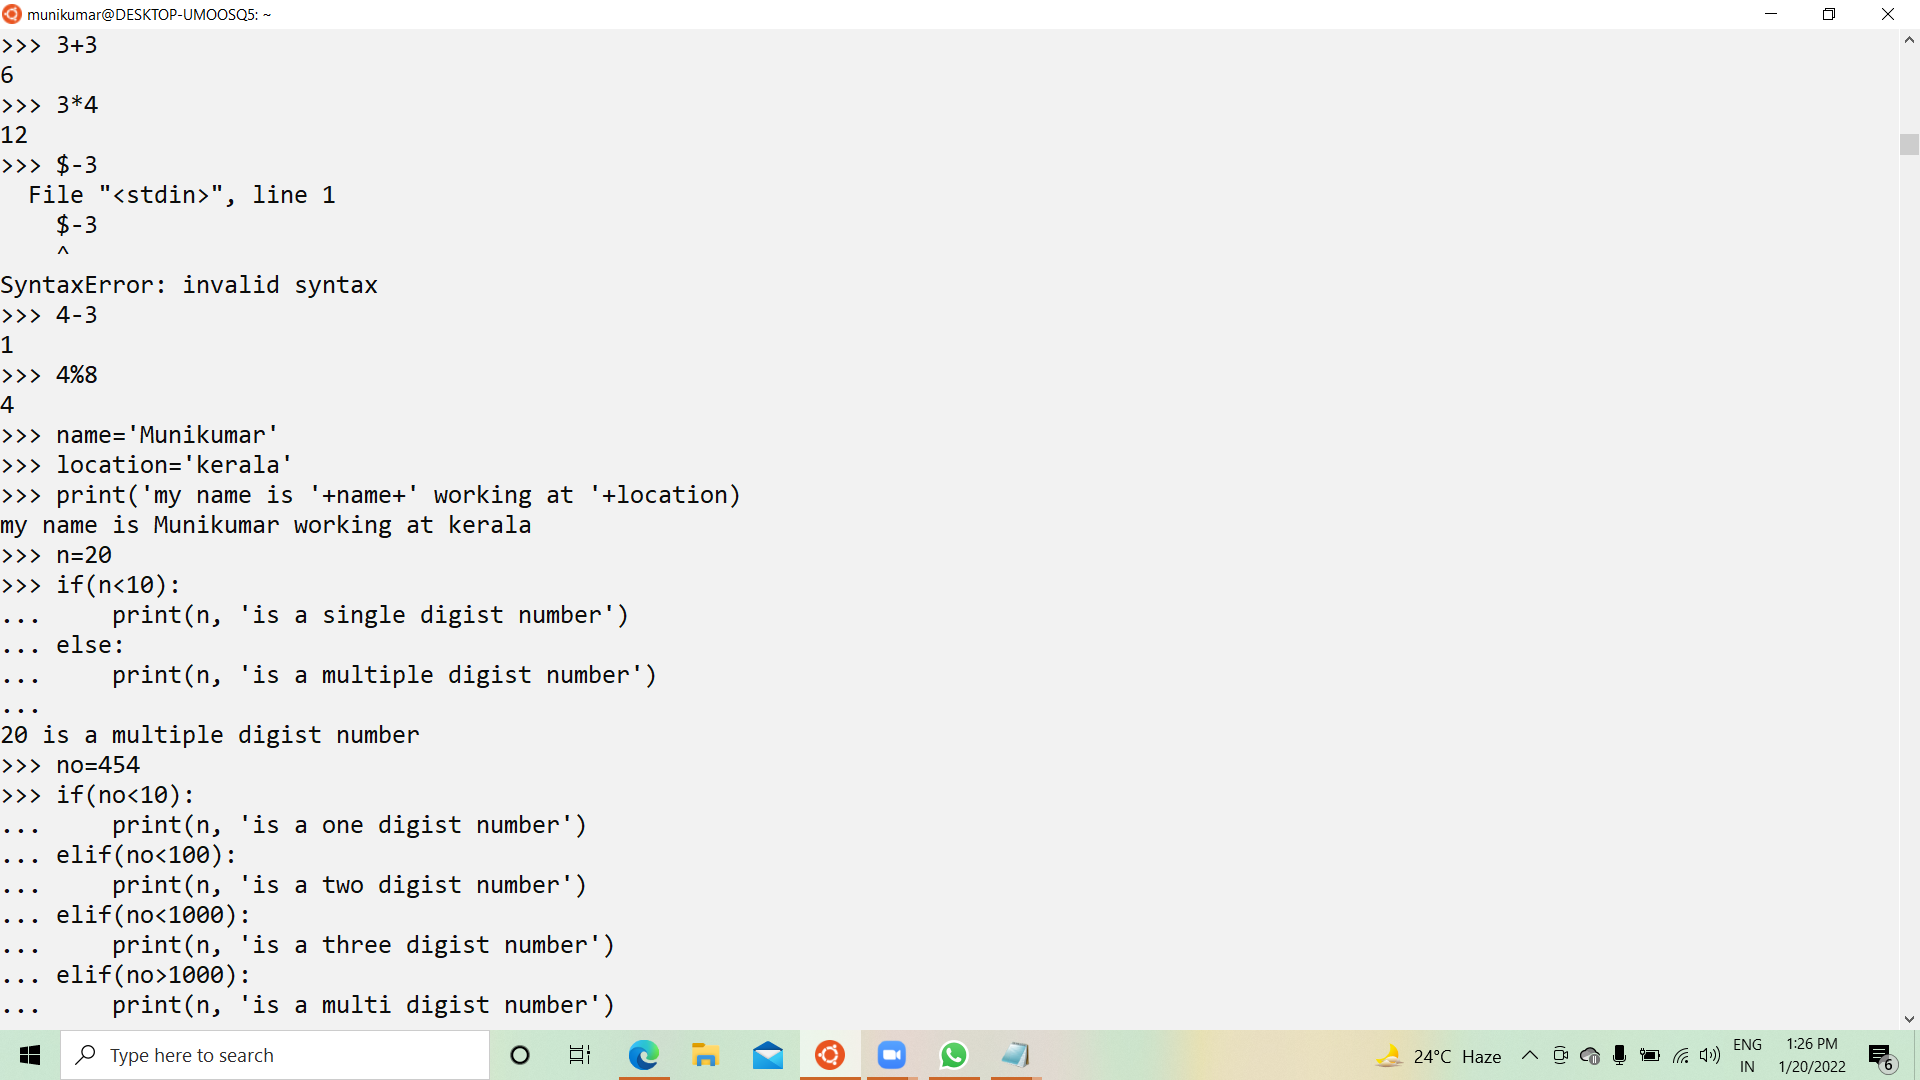 munikumar@DESKTOP-UMOOSQ5: ~
>>> 3+3
6
>>> 3*4
12
>>> $-3
  File "<stdin>", line 1
    $-3
    ^
SyntaxError: invalid syntax
>>> 4-3
1
>>> 4%8
4
>>> name='Munikumar'
>>> location='kerala'
>>> print('my name is '+name+' working at '+location)
my name is Munikumar working at kerala
>>> n=20
>>> if(n<10):
...     print(n, 'is a single digist number')
... else:
...     print(n, 'is a multiple digist number')
...
20 is a multiple digist number
>>> no=454
>>> if(no<10):
...     print(n, 'is a one digist number')
... elif(no<100):
...     print(n, 'is a two digist number')
... elif(no<1000):
...     print(n, 'is a three digist number')
... elif(no>1000):
...     print(n, 'is a multi digist number')
Type here to search
24°C Haze
ENG
IN
1:26 PM
1/20/2022
6